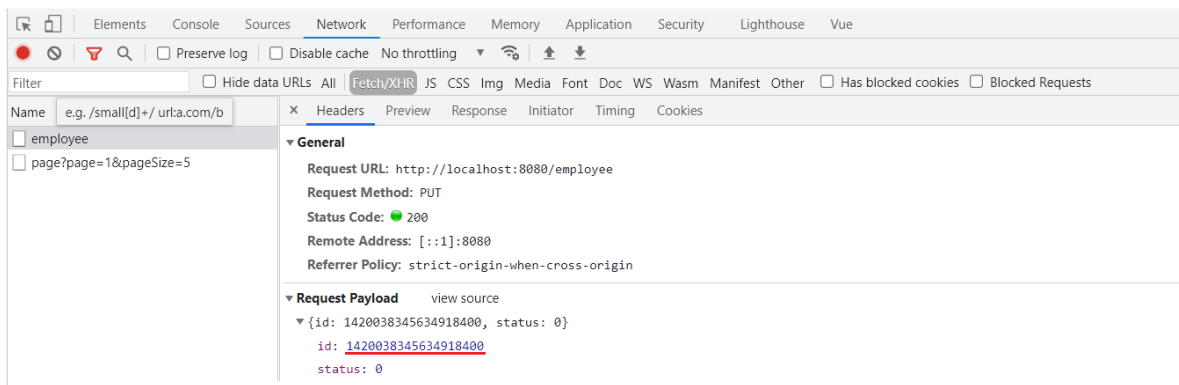 Elements Console Sources Network Performance Memory Application Security Lighthouse Vue
Preserve log Disable cache No throttling
Filter Hide data URLs All Fetch/XHR JS CSS Img Media Font Doc WS Wasm Manifest Other Has blocked cookies Blocked Requests
Name e.g. /small[d]+/ url:a.com/b × Headers Preview Response Initiator Timing Cookies
employee
page?page=1&pageSize=5
General
Request URL: http://localhost:8080/employee
Request Method: PUT
Status Code: 200
Remote Address: [::1]:8080
Referrer Policy: strict-origin-when-cross-origin
Request Payload view source
{id: 1420038345634918400, status: 0}
id: 1420038345634918400
status: 0